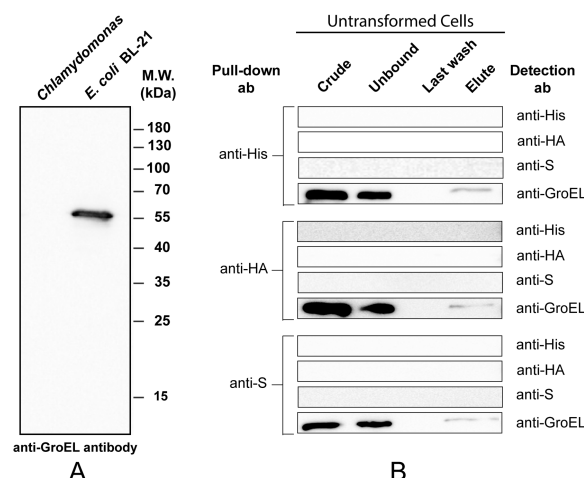 Chlamydomonas
E. coli BL-21
M.W.
(kDa)
180
130
100
70
55
40
35
25
15
anti-GroEL antibody
A
Untransformed Cells
Pull-down
ab
Crude
Unbound
Last wash
Elute
Detection
ab
anti-His
anti-His
anti-HA
anti-S
anti-GroEL
anti-HA
anti-His
anti-HA
anti-S
anti-GroEL
anti-S
anti-His
anti-HA
anti-S
anti-GroEL
B